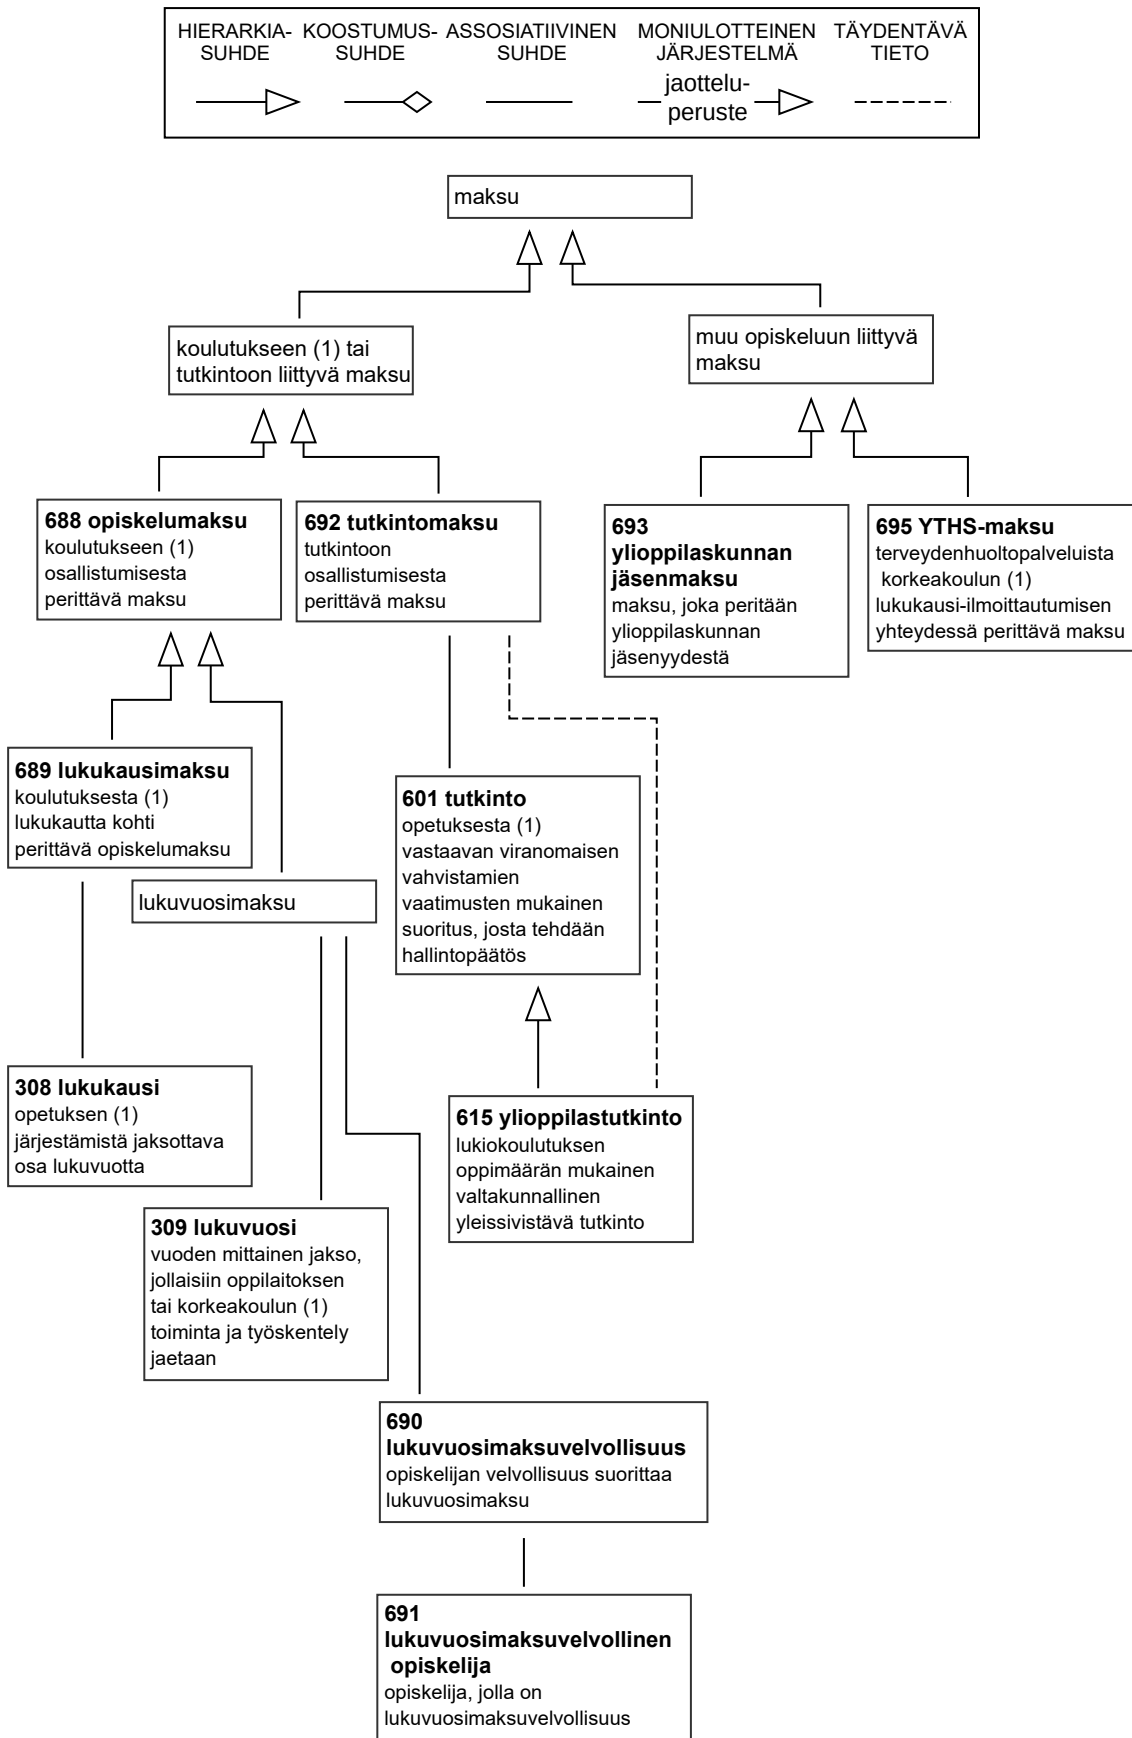 HIERARKIA-
SUHDE
KOOSTUMUS-
SUHDE
ASSOSIATIIVINEN
SUHDE
MONIULOTTEINEN
JÄRJESTELMÄ
TÄYDENTÄVÄ
TIETO
jaottelu-
peruste
maksu
koulutukseen (1) tai
tutkintoon liittyvä maksu
muu opiskeluun liittyvä
maksu
688 opiskelumaksu
koulutukseen (1)
osallistumisesta
perittävä maksu
692 tutkintomaksu
tutkintoon
osallistumisesta
perittävä maksu
693
ylioppilaskunnan
jäsenmaksu
maksu, joka peritään
ylioppilaskunnan
jäsenyydestä
695 YTHS-maksu
terveydenhuoltopalveluista
korkeakoulun (1)
lukukausi-ilmoittautumisen
yhteydessä perittävä maksu
689 lukukausimaksu
koulutuksesta (1)
lukukautta kohti
perittävä opiskelumaksu
601 tutkinto
opetuksesta (1)
vastaavan viranomaisen
vahvistamien
vaatimusten mukainen
suoritus, josta tehdään
hallintopäätös
lukuvuosimaksu
308 lukukausi
opetuksen (1)
järjestämistä jaksottava
osa lukuvuotta
615 ylioppilastutkinto
lukiokoulutuksen
oppimäärän mukainen
valtakunnallinen
yleissivistävä tutkinto
309 lukuvuosi
vuoden mittainen jakso,
jollaisiin oppilaitoksen
tai korkeakoulun (1)
toiminta ja työskentely
jaetaan
690
lukuvuosimaksuvelvollisuus
opiskelijan velvollisuus suorittaa
lukuvuosimaksu
691
lukuvuosimaksuvelvollinen
opiskelija
opiskelija, jolla on
lukuvuosimaksuvelvollisuus